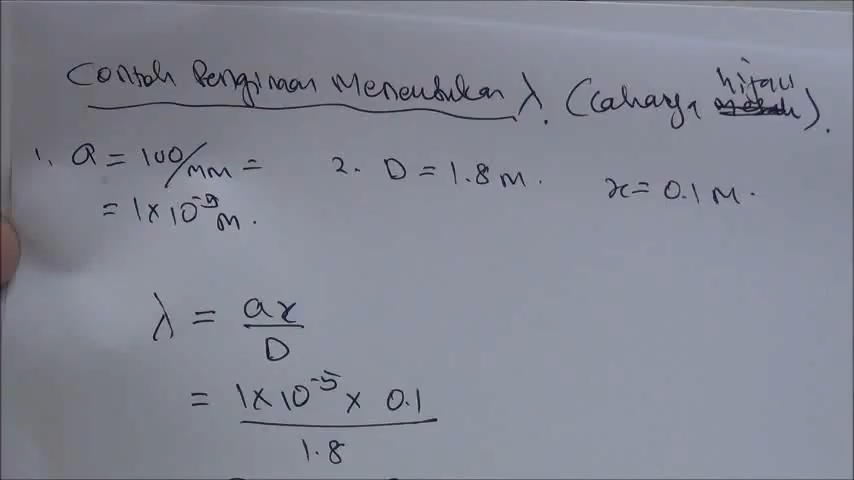 Contoh Pengiraan Menentukan λ. (Cahaya hijau).
1. a = 100/mm =
= 1 x 10⁻⁵ m.
2. D = 1.8 m.
x = 0.1 m.
λ = ax / D
= 1 x 10⁻⁵ x 0.1 / 1.8